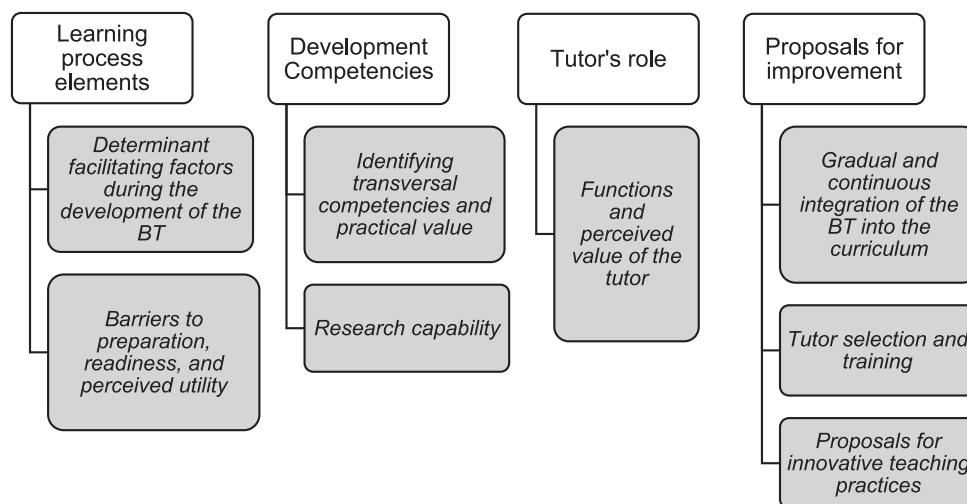 Learning
process
elements
Determinant
facilitating factors
during the
development of the
BT
Barriers to
preparation,
readiness, and
perceived utility
Development
Competencies
Identifying
transversal
competencies and
practical value
Research capability
Tutor's role
Functions and
perceived
value of the
tutor
Proposals for
improvement
Gradual and
continuous
integration of the
BT into the
curriculum
Tutor selection and
training
Proposals for
innovative teaching
practices